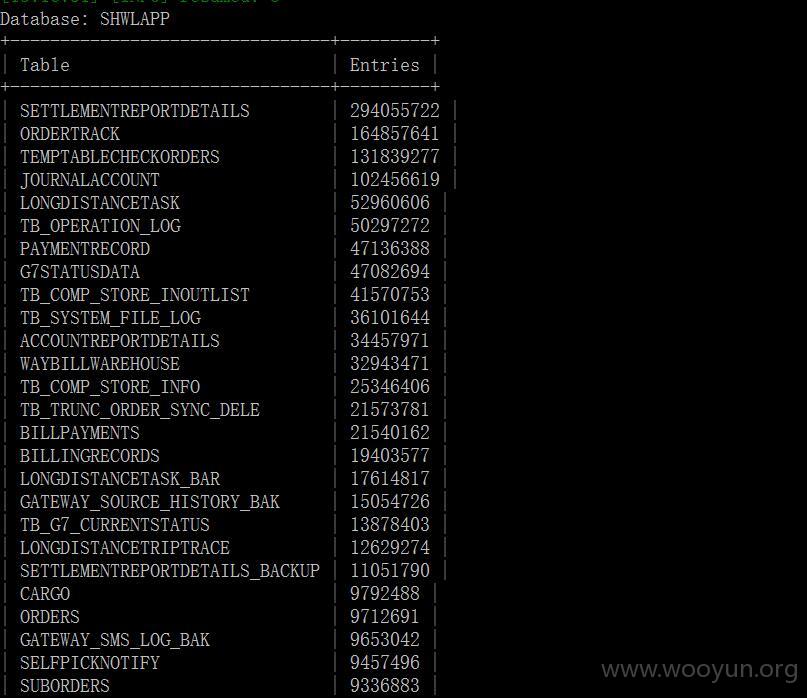 Database: SHWLAPP
+--------------------------------+---------+
| Table | Entries |
+--------------------------------+---------+
| SETTLEMENTREPORTDETAILS | 294055722 |
| ORDERTRACK | 164857641 |
| TEMPTABLECHECKORDERS | 131839277 |
| JOURNALACCOUNT | 102456619 |
| LONGDISTANCETASK | 52960606 |
| TB_OPERATION_LOG | 50297272 |
| PAYMENTRECORD | 47136388 |
| G7STATUSDATA | 47082694 |
| TB_COMP_STORE_INOUTLIST | 41570753 |
| TB_SYSTEM_FILE_LOG | 36101644 |
| ACCOUNTREPORTDETAILS | 34457971 |
| WAYBILLWAREHOUSE | 32943471 |
| TB_COMP_STORE_INFO | 25346406 |
| TB_TRUNC_ORDER_SYNC_DELE | 21573781 |
| BILLPAYMENTS | 21540162 |
| BILLINGRECORDS | 19403577 |
| LONGDISTANCETASK_BAR | 17614817 |
| GATEWAY_SOURCE_HISTORY_BAK | 15054726 |
| TB_G7_CURRENTSTATUS | 13878403 |
| LONGDISTANCETRIPTRACE | 12629274 |
| SETTLEMENTREPORTDETAILS_BACKUP | 11051790 |
| CARGO | 9792488 |
| ORDERS | 9712691 |
| GATEWAY_SMS_LOG_BAK | 9653042 |
| SELFPICKNOTIFY | 9457496 |
| SUBORDERS | 9336883 |
www.wooyun.org